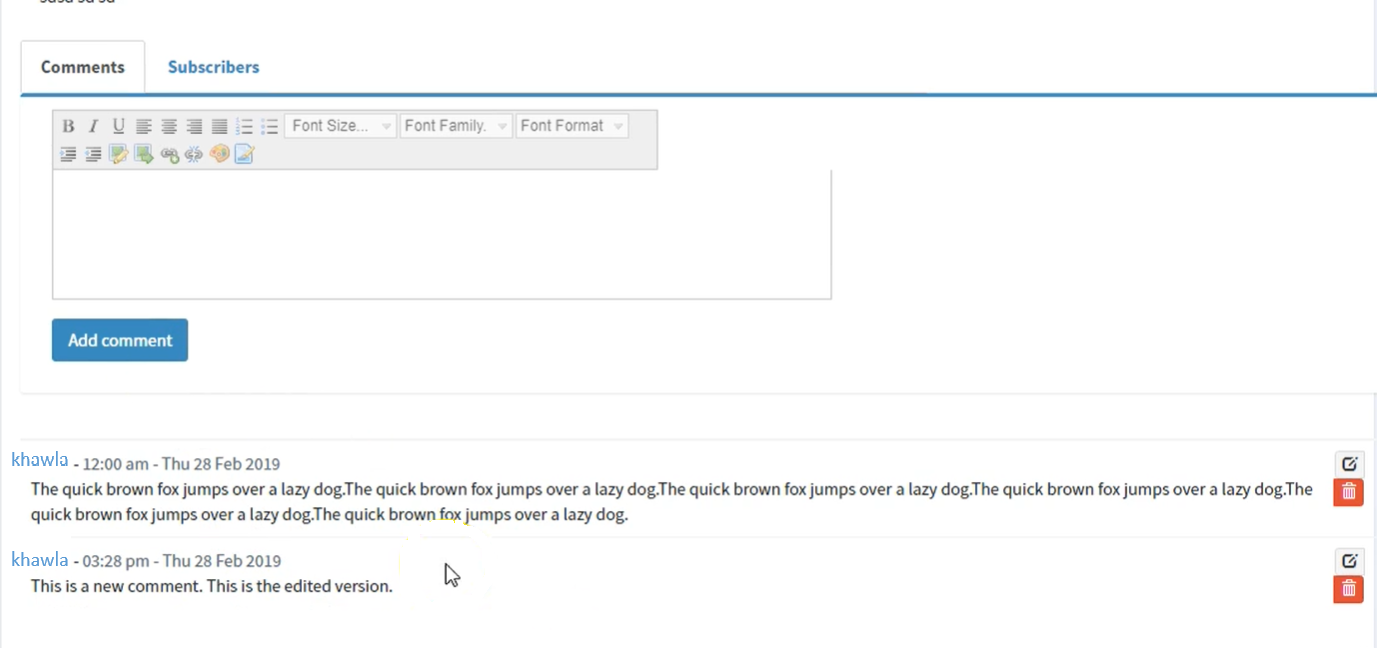 Comments Subscribers
B I U Font Size... Font Family. Font Format
Add comment
khawla - 12:00 am - Thu 28 Feb 2019
The quick brown fox jumps over a lazy dog.The quick brown fox jumps over a lazy dog.The quick brown fox jumps over a lazy dog.The quick brown fox jumps over a lazy dog.The
quick brown fox jumps over a lazy dog.The quick brown fox jumps over a lazy dog.
khawla - 03:28 pm - Thu 28 Feb 2019
This is a new comment. This is the edited version.